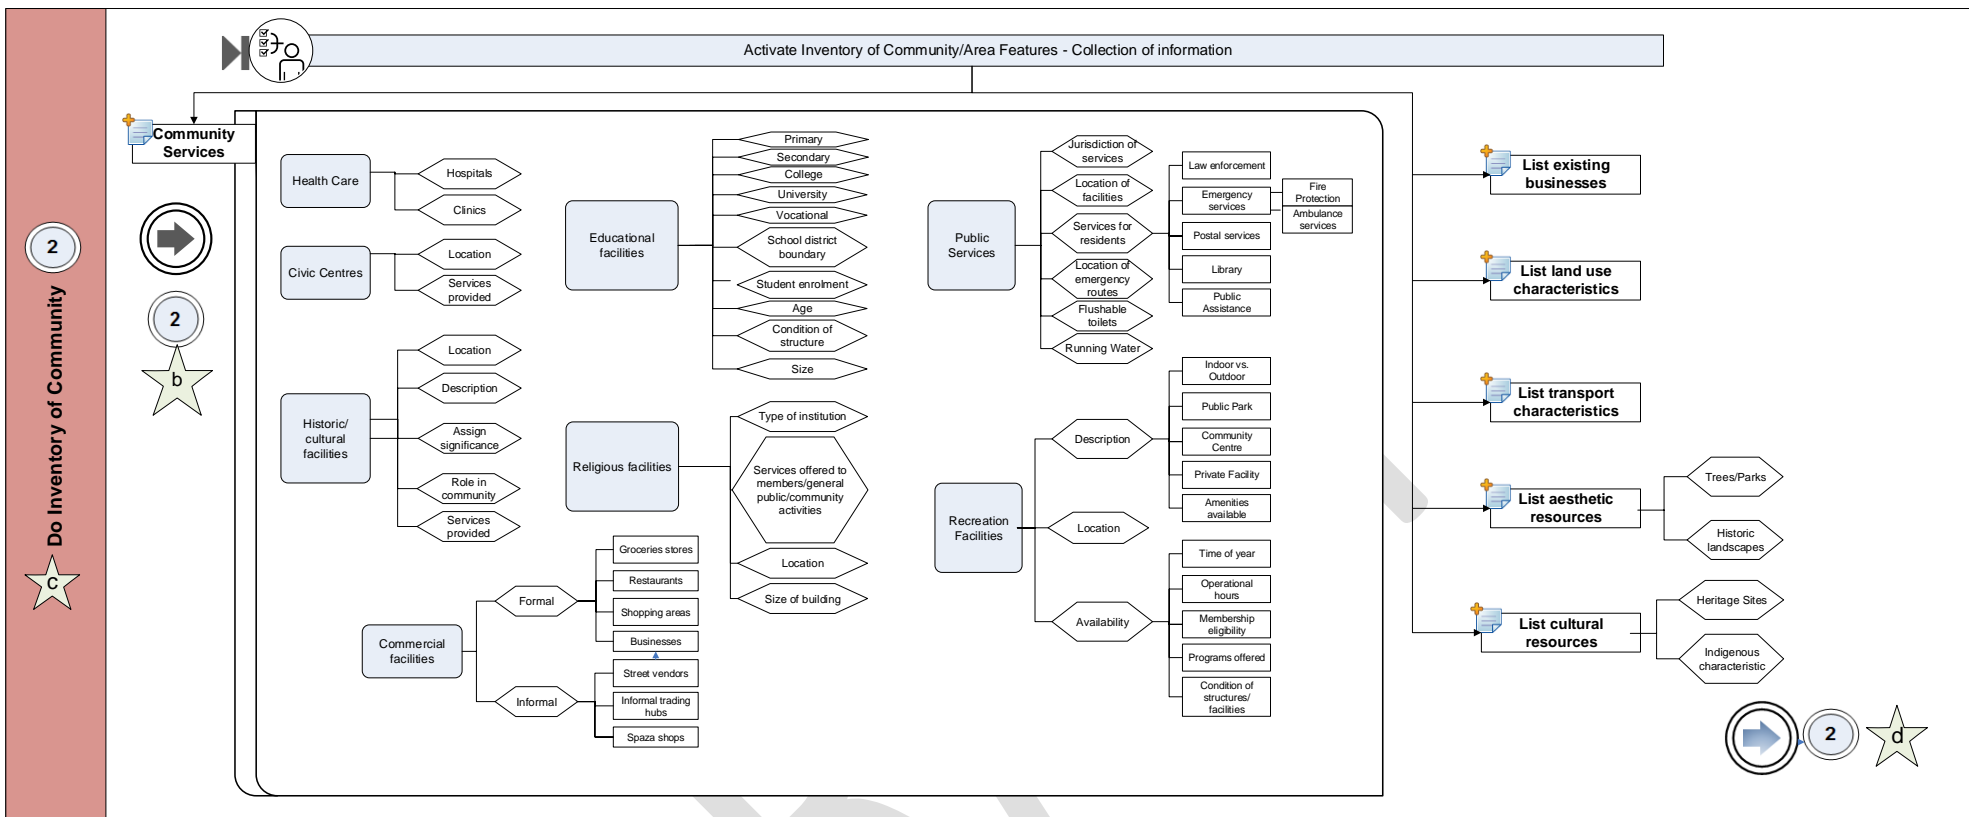 Activate Inventory of Community/Area Features - Collection of information
2
Do Inventory of Community
c
Community
Services
2
b
Health Care
Hospitals
Clinics
Civic Centres
Location
Services
provided
Historic/
cultural
facilities
Location
Description
Assign
significance
Role in
community
Services
provided
Educational
facilities
Primary
Secondary
College
University
Vocational
School district
boundary
Student enrolment
Age
Condition of
structure
Size
Religious facilities
Type of institution
Services offered to
members/general
public/community
activities
Location
Size of building
Commercial
facilities
Formal
Groceries stores
Restaurants
Shopping areas
Businesses
Informal
Street vendors
Informal trading
hubs
Spaza shops
Public
Services
Jurisdiction of
services
Location of
facilities
Services for
residents
Location of
emergency
routes
Flushable
toilets
Running Water
Law enforcement
Emergency
services
Fire
Protection
Ambulance
services
Postal services
Library
Public
Assistance
Recreation
Facilities
Description
Indoor vs.
Outdoor
Public Park
Community
Centre
Private Facility
Amenities
available
Location
Availability
Time of year
Operational
hours
Membership
eligibility
Programs offered
Condition of
structures/
facilities
List existing
businesses
List land use
characteristics
List transport
characteristics
List aesthetic
resources
Trees/Parks
Historic
landscapes
List cultural
resources
Heritage Sites
Indigenous
characteristic
2
d